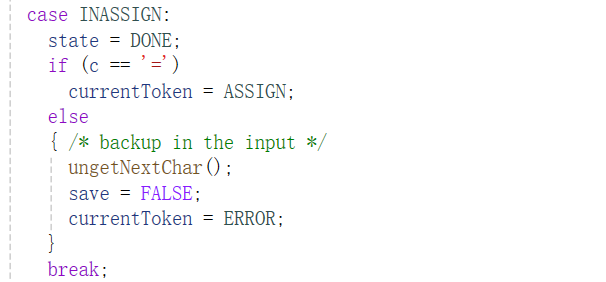 case INASSIGN:
state = DONE;
if (c == '=')
currentToken = ASSIGN;
else
{ /* backup in the input */
ungetNextChar();
save = FALSE;
currentToken = ERROR;
}
break;